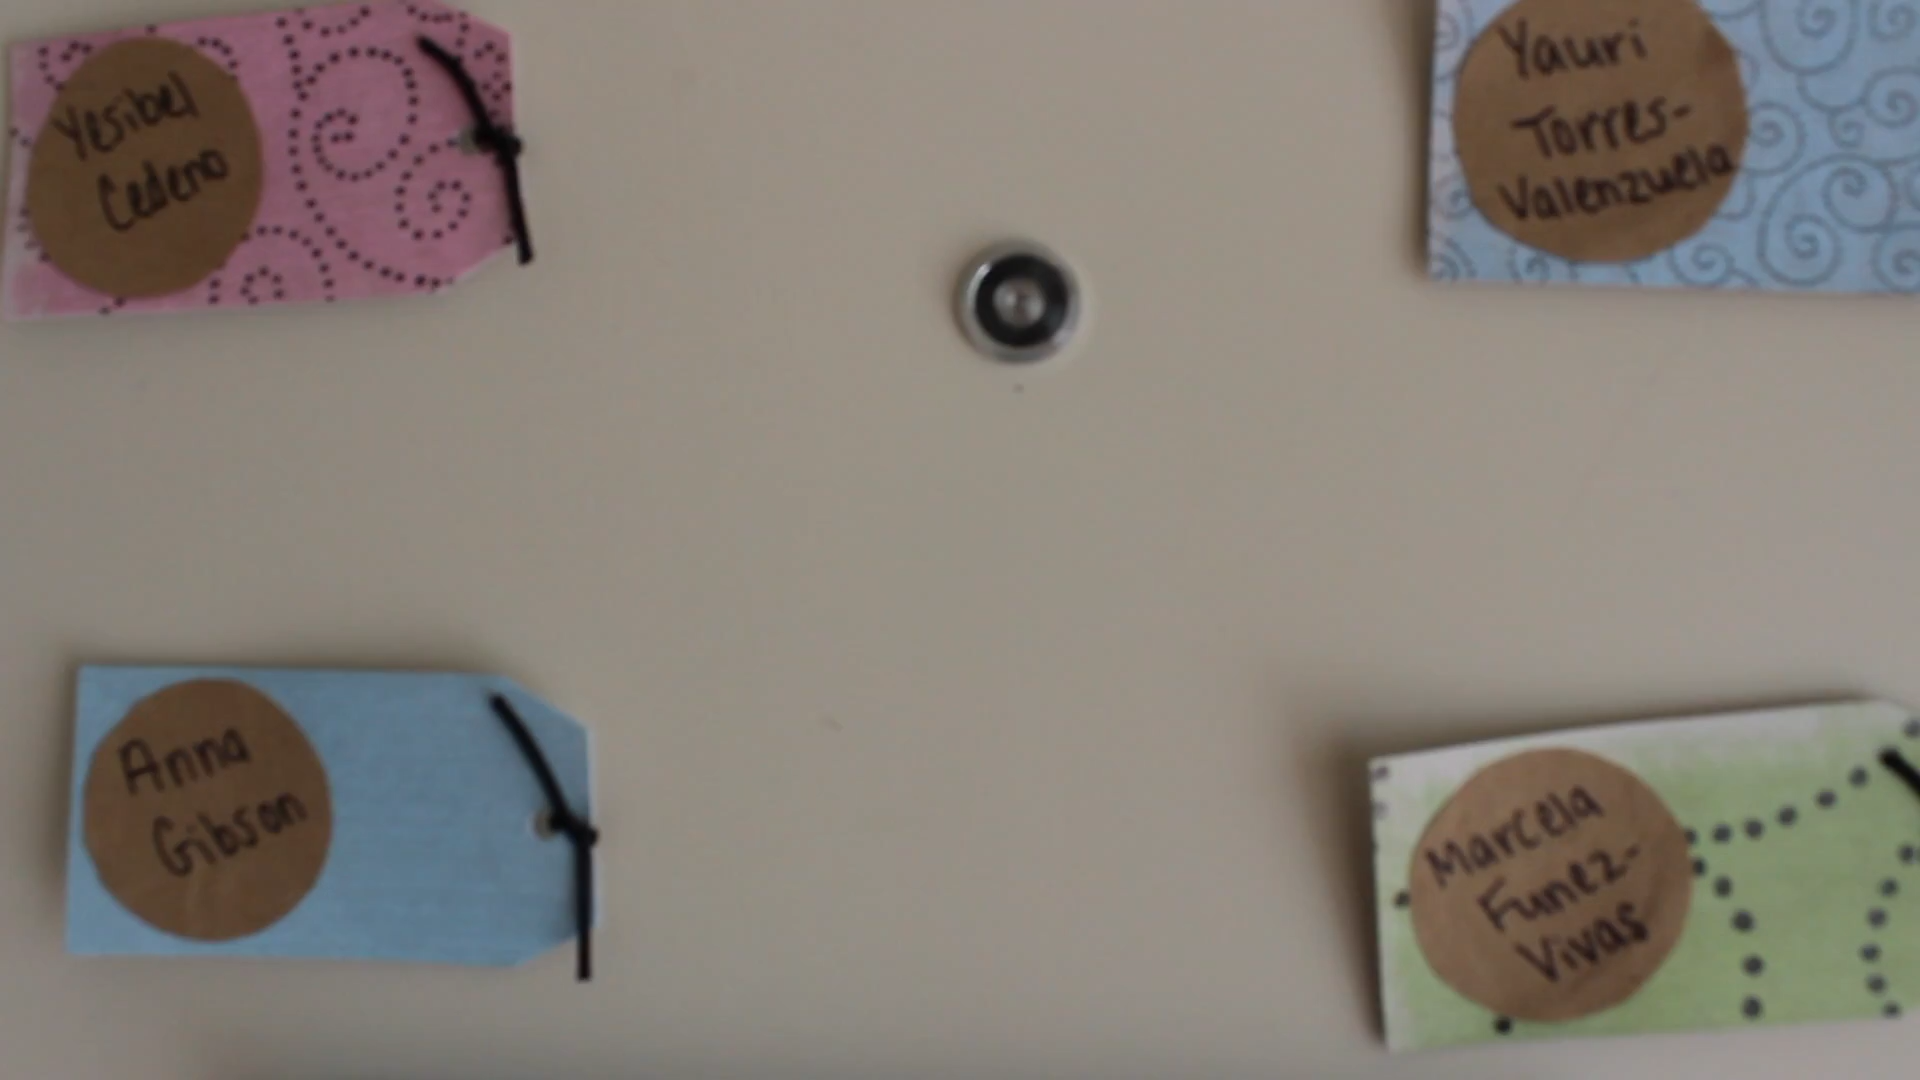 Yesibel
Cedeno
Yauri
Torres-
Valenzuela
Anna
Gibson
Marcela
Funez-
Vivas